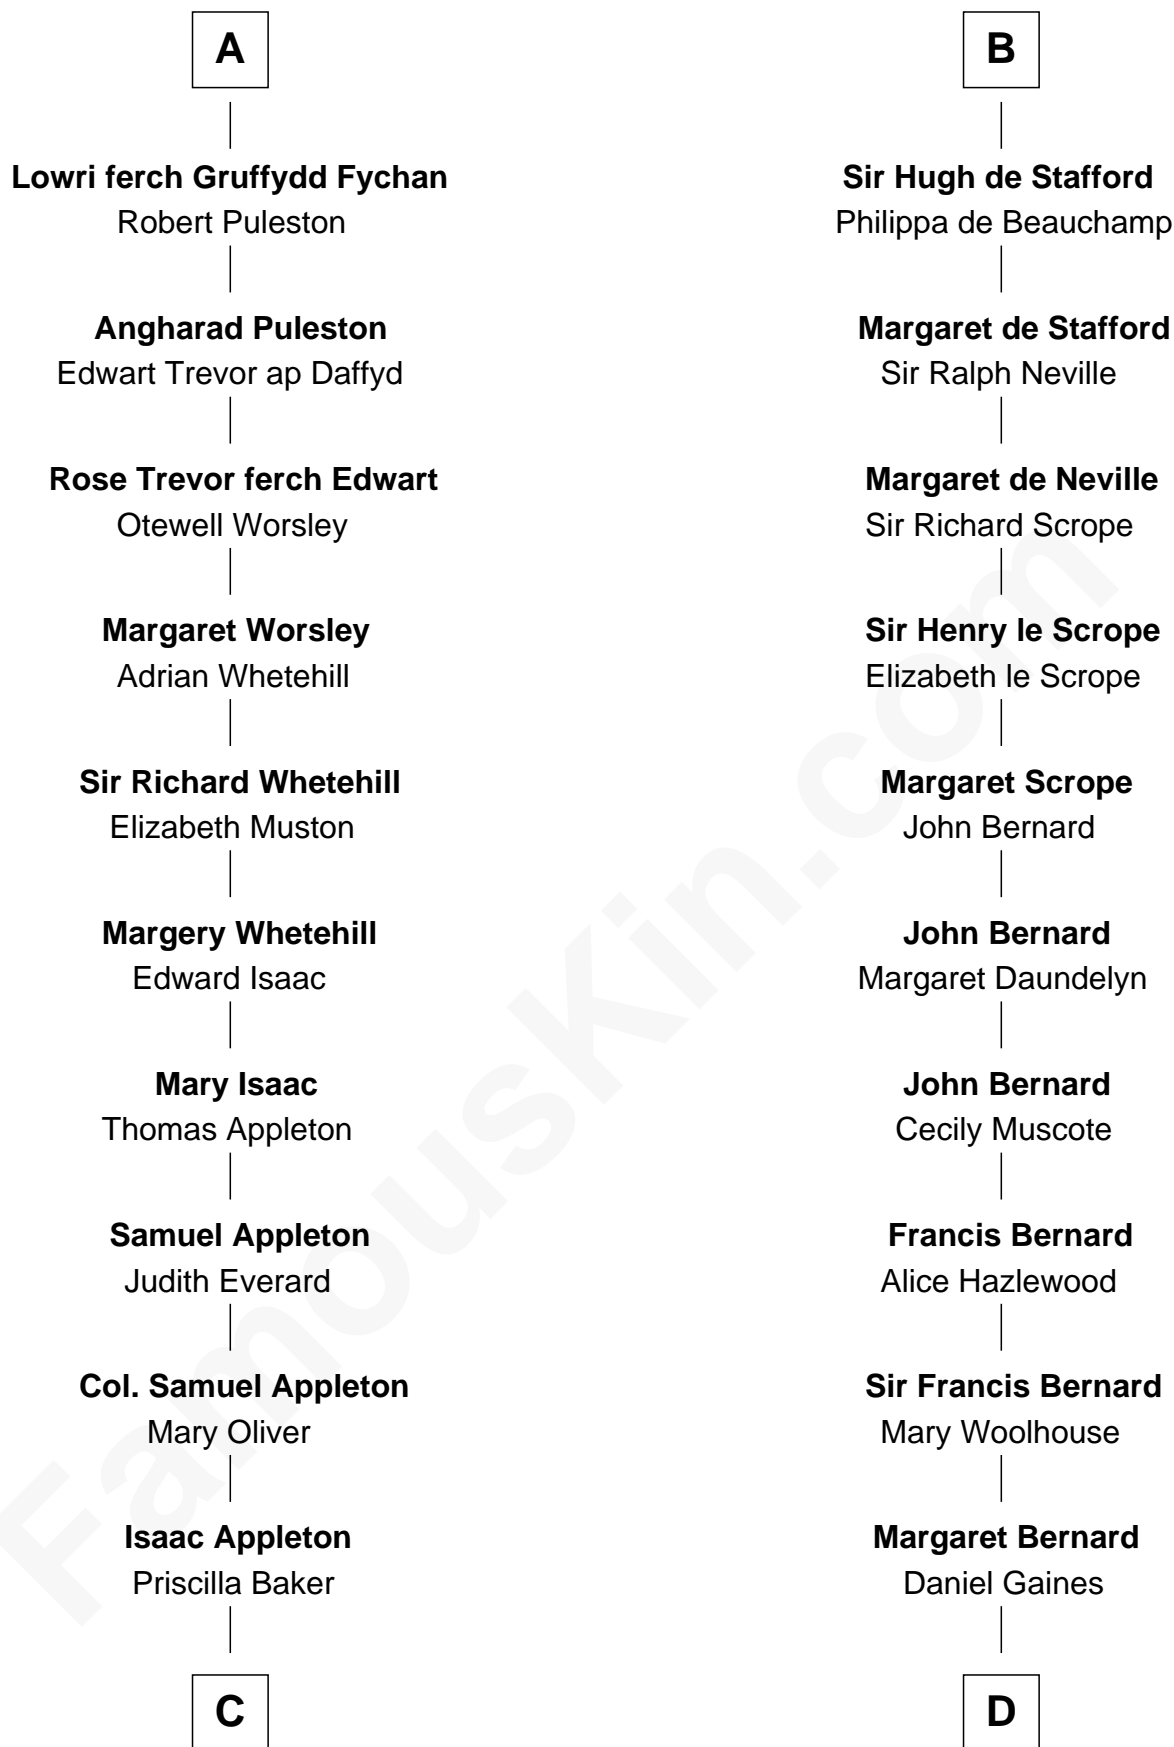 A
Lowri ferch Gruffydd Fychan
Robert Puleston
Angharad Puleston
Edwart Trevor ap Daffyd
Rose Trevor ferch Edwart
Otewell Worsley
Margaret Worsley
Adrian Whetehill
Sir Richard Whetehill
Elizabeth Muston
Margery Whetehill
Edward Isaac
Mary Isaac
Thomas Appleton
Samuel Appleton
Judith Everard
Col. Samuel Appleton
Mary Oliver
Isaac Appleton
Priscilla Baker
C
B
Sir Hugh de Stafford
Philippa de Beauchamp
Margaret de Stafford
Sir Ralph Neville
Margaret de Neville
Sir Richard Scrope
Sir Henry le Scrope
Elizabeth le Scrope
Margaret Scrope
John Bernard
John Bernard
Margaret Daundelyn
John Bernard
Cecily Muscote
Francis Bernard
Alice Hazlewood
Sir Francis Bernard
Mary Woolhouse
Margaret Bernard
Daniel Gaines
D
FamousKin.com